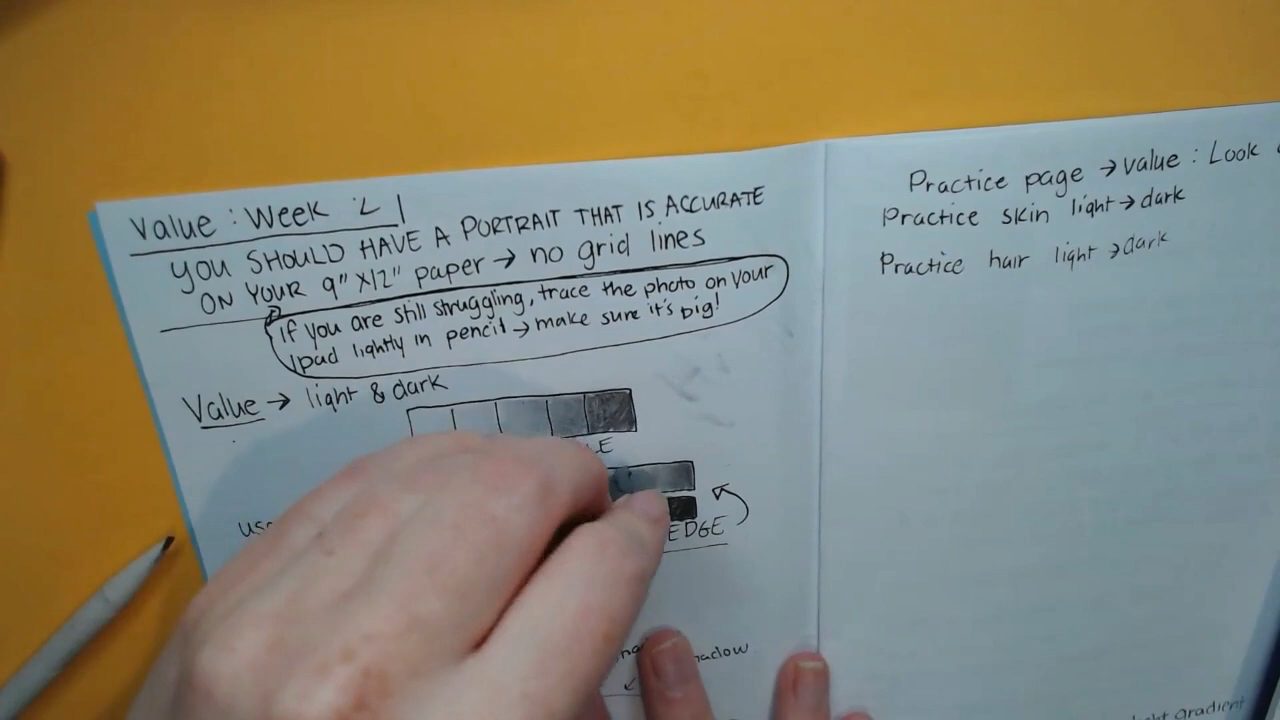 Value : Week
YOU SHOULD HAVE A PORTRAIT THAT IS ACCURATE
ON YOUR 9" X12" paper → no grid lines
If you are still struggling, trace the photo on your
Ipad lightly in pencil → make sure it's big!
Value → light & dark
LE
EDGE
Practice page → value : Look
Practice skin light → dark
Practice hair light → dark
gradient